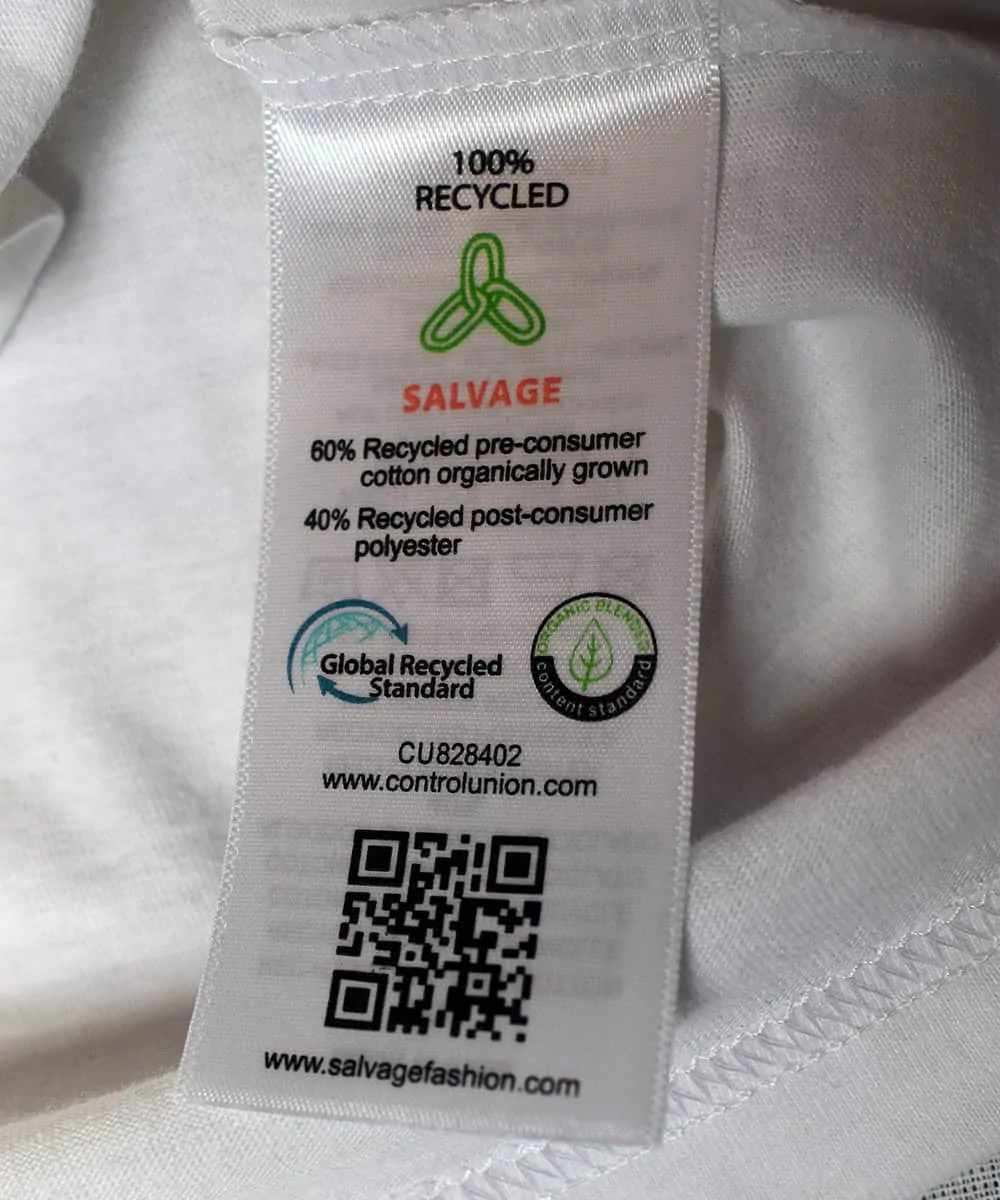 100%
RECYCLED
SALVAGE
60% Recycled pre-consumer
cotton organically grown
40% Recycled post-consumer
polyester
Global Recycled
Standard
ORGANIC BLENDED
content standard
CU828402
www.controlunion.com
www.salvagefashion.com